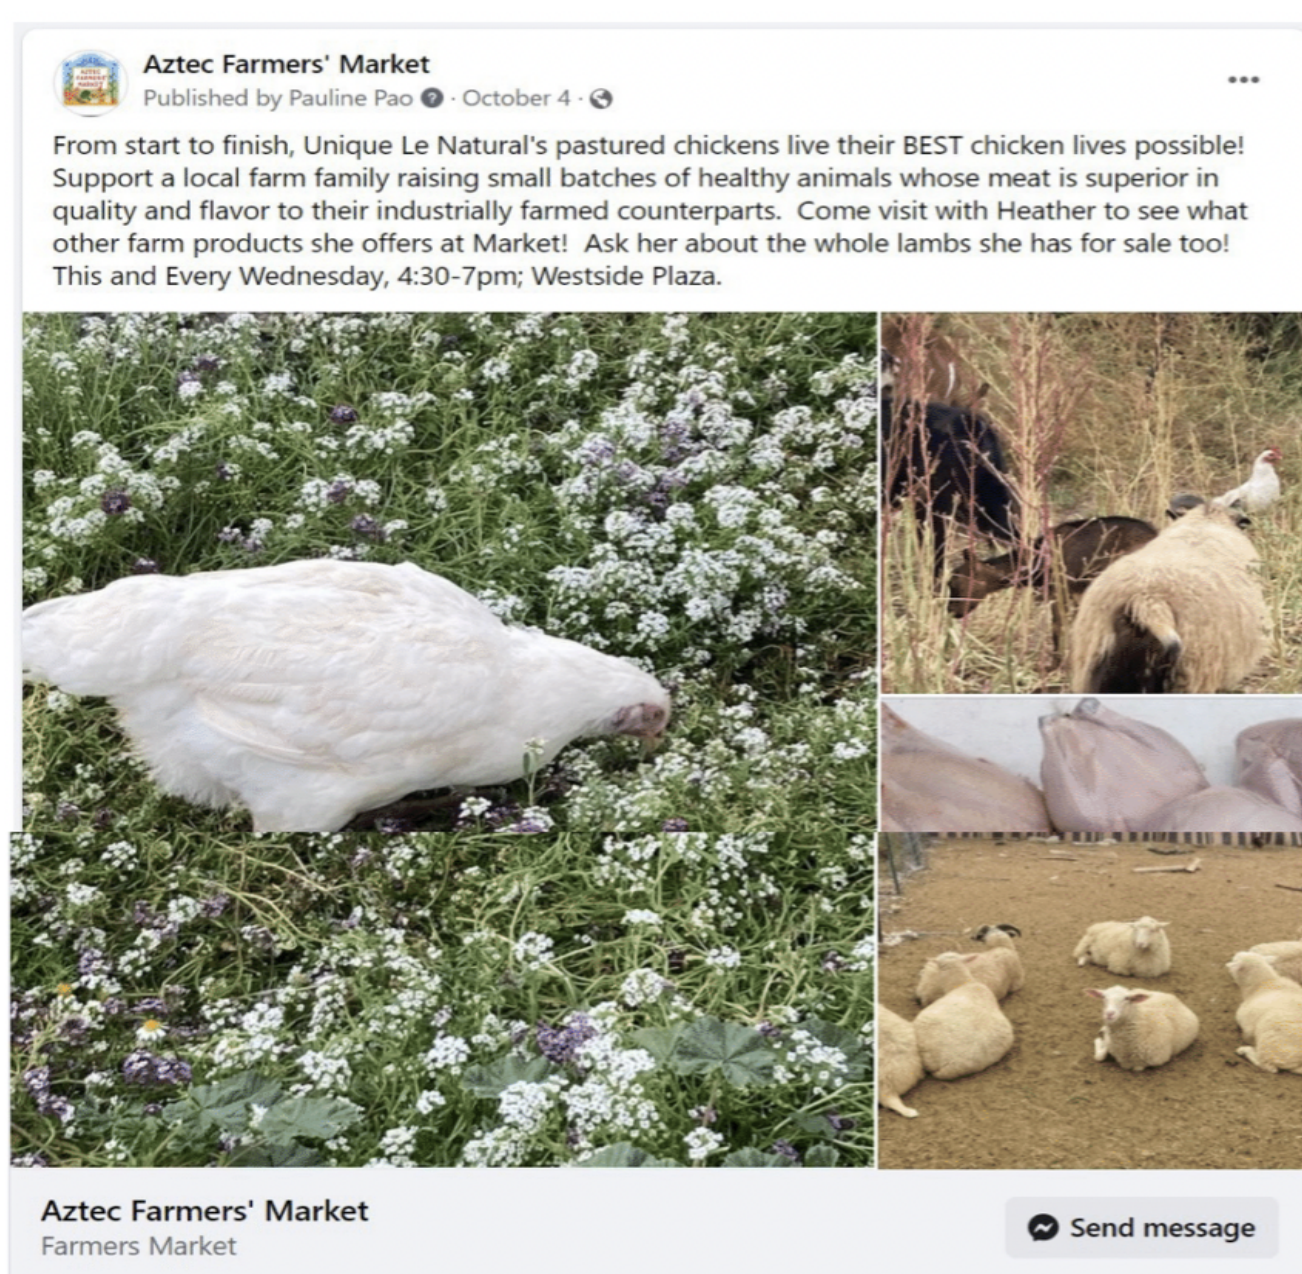 Aztec Farmers' Market
Published by Pauline Pao · October 4 ·
From start to finish, Unique Le Natural's pastured chickens live their BEST chicken lives possible!
Support a local farm family raising small batches of healthy animals whose meat is superior in
quality and flavor to their industrially farmed counterparts. Come visit with Heather to see what
other farm products she offers at Market! Ask her about the whole lambs she has for sale too!
This and Every Wednesday, 4:30-7pm; Westside Plaza.
Aztec Farmers' Market
Farmers Market
Send message